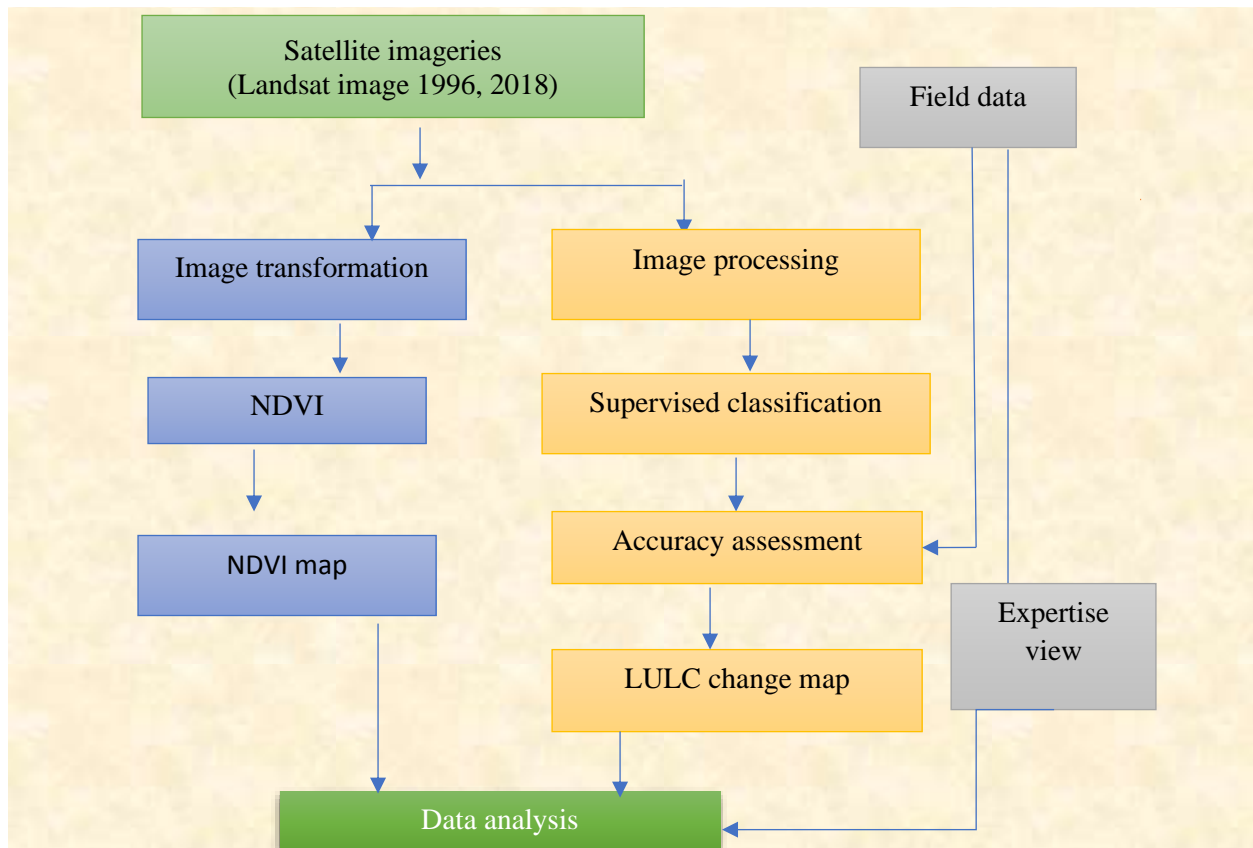 Satellite imageries
(Landsat image 1996, 2018)
Field data
Image transformation
Image processing
NDVI
Supervised classification
NDVI map
Accuracy assessment
Expertise
view
LULC change map
Data analysis